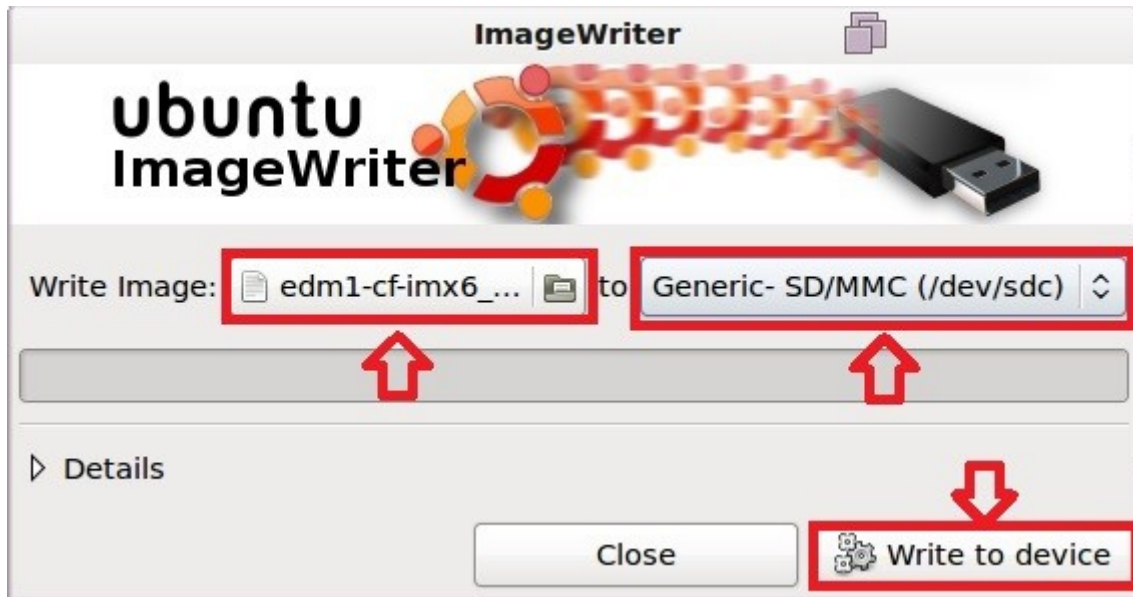 ImageWriter
ubuntu
ImageWriter
Write Image: edm1-cf-imx6_... to Generic- SD/MMC (/dev/sdc)
Details
Close Write to device